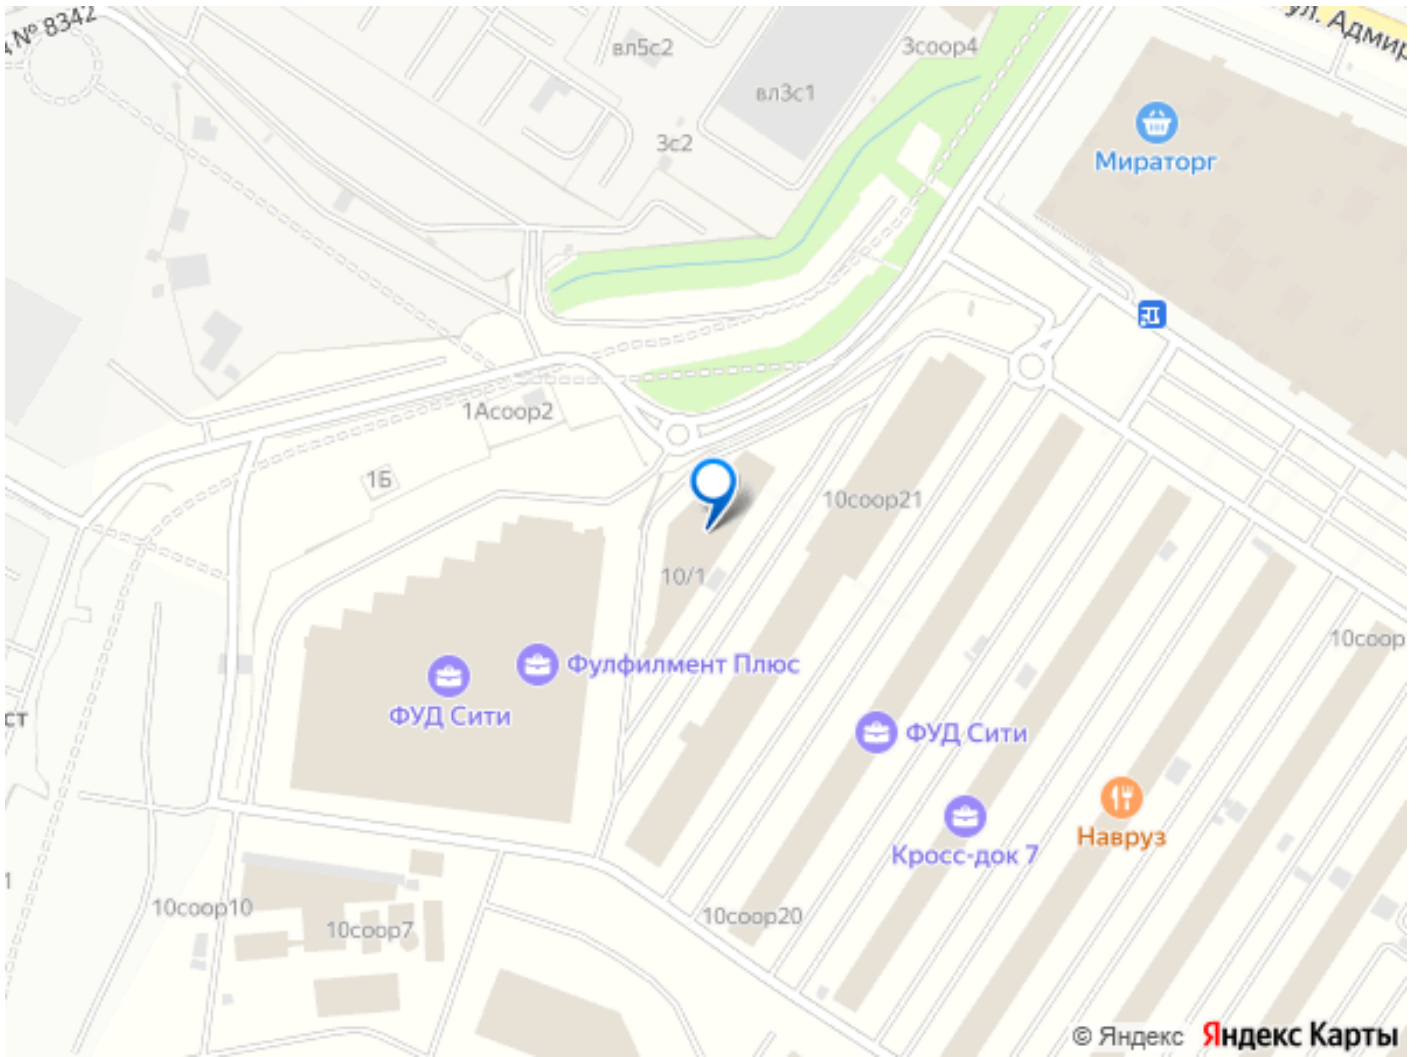 № 8342
ул. Адмир
вл5с2
3соор4
вл3с1
3с2
Мираторг
1Асоор2
1Б
10соор21
10/1
10соор
Фулфилмент Плюс
ФУД Сити
ст
ФУД Сити
Навруз
Кросс-док 7
1
10соор10
10соор20
10соор7
© Яндекс Яндекс Карты